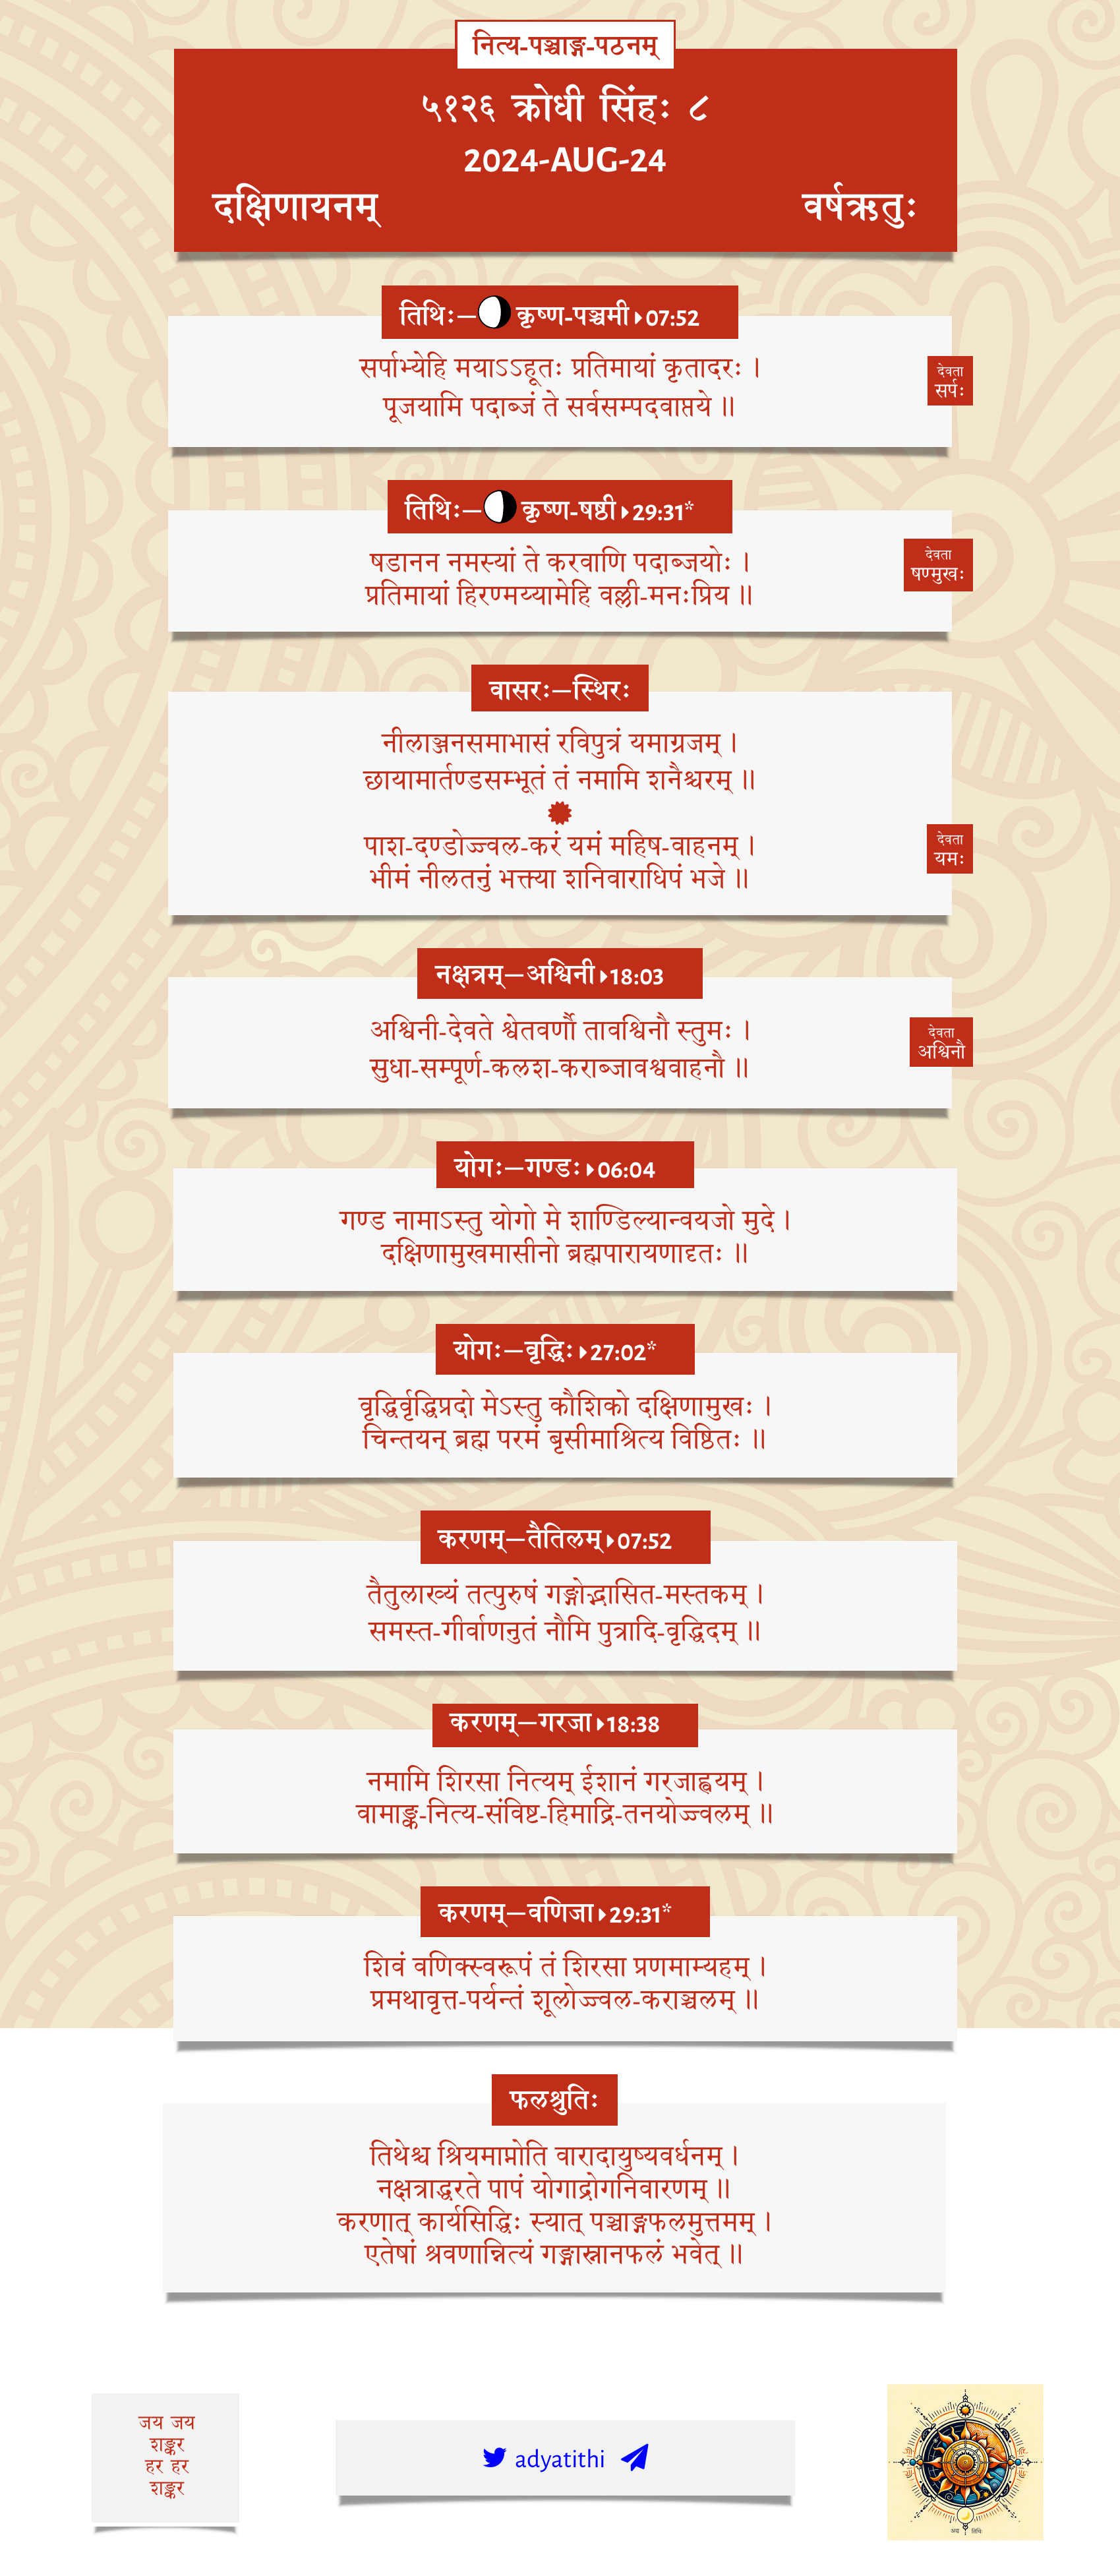 नित्य-पञ्चाङ्ग-पठनम्
५१२६ क्रोधी सिंहः ८
2024-AUG-24
दक्षिणायनम् वर्षऋतुः
तिथिः—कृष्ण-पञ्चमी 07:52
सर्पाभ्येहि मयाऽऽहूतः प्रतिमायां कृतादरः ।
पूजयामि पदाब्जं ते सर्वसम्पदवाप्तये ॥
देवता
सर्पः
तिथिः—कृष्ण-षष्ठी 29:31*
षडानन नमस्यां ते करवाणि पदाब्जयोः ।
प्रतिमायां हिरण्मय्यामेहि वल्ली-मनःप्रिय ॥
देवता
षण्मुखः
वासरः—स्थिरः
नीलाञ्जनसमाभासं रविपुत्रं यमाग्रजम् ।
छायामार्तण्डसम्भूतं तं नमामि शनैश्चरम् ॥
पाश-दण्डोज्ज्वल-करं यमं महिष-वाहनम् ।
भीमं नीलतनुं भक्त्या शनिवाराधिपं भजे ॥
देवता
यमः
नक्षत्रम्—अश्विनी 18:03
अश्विनी-देवते श्वेतवर्णौ तावश्विनौ स्तुमः ।
सुधा-सम्पूर्ण-कलश-कराब्जावश्ववाहनौ ॥
देवता
अश्विनौ
योगः—गण्डः 06:04
गण्ड नामाऽस्तु योगो मे शाण्डिल्यान्वयजो मुदे ।
दक्षिणामुखमासीनो ब्रह्मपारायणादृतः ॥
योगः—वृद्धिः 27:02*
वृद्धिर्वृद्धिप्रदो मेऽस्तु कौशिको दक्षिणामुखः ।
चिन्तयन् ब्रह्म परमं बृसीमाश्रित्य विष्ठितः ॥
करणम्—तैतिलम् 07:52
तैतुलाख्यं तत्पुरुषं गङ्गोद्भासित-मस्तकम् ।
समस्त-गीर्वाणनुतं नौमि पुत्रादि-वृद्धिदम् ॥
करणम्—गरजा 18:38
नमामि शिरसा नित्यम् ईशानं गरजाह्वयम् ।
वामाङ्क-नित्य-संविष्ट-हिमाद्रि-तनयोज्ज्वलम् ॥
करणम्—वणिजा 29:31*
शिवं वणिक्स्वरूपं तं शिरसा प्रणमाम्यहम् ।
प्रमथावृत्त-पर्यन्तं शूलोज्ज्वल-कराञ्चलम् ॥
फलश्रुतिः
तिथेश्च श्रियमाप्नोति वारादायुष्यवर्धनम् ।
नक्षत्राद्धरते पापं योगाद्रोगनिवारणम् ॥
करणात् कार्यसिद्धिः स्यात् पञ्चाङ्गफलमुत्तमम् ।
एतेषां श्रवणान्नित्यं गङ्गास्नानफलं भवेत् ॥
जय जय
शङ्कर
हर हर
शङ्कर
adyatithi
अद्य तिथिः